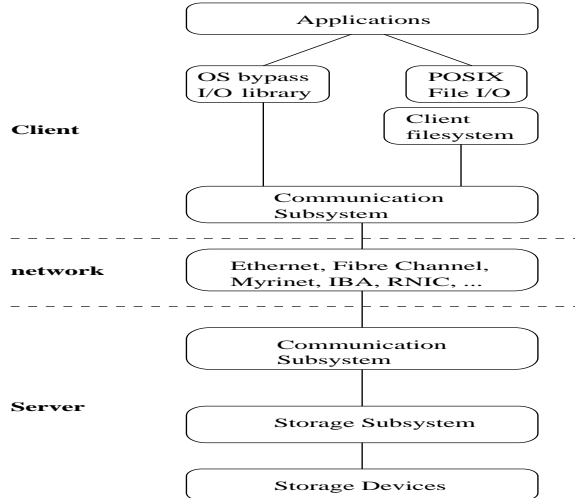 Applications
OS bypass
I/O library
POSIX
File I/O
Client
filesystem
Client
Communication
Subsystem
network
Ethernet, Fibre Channel,
Myrinet, IBA, RNIC, ...
Communication
Subsystem
Server
Storage Subsystem
Storage Devices